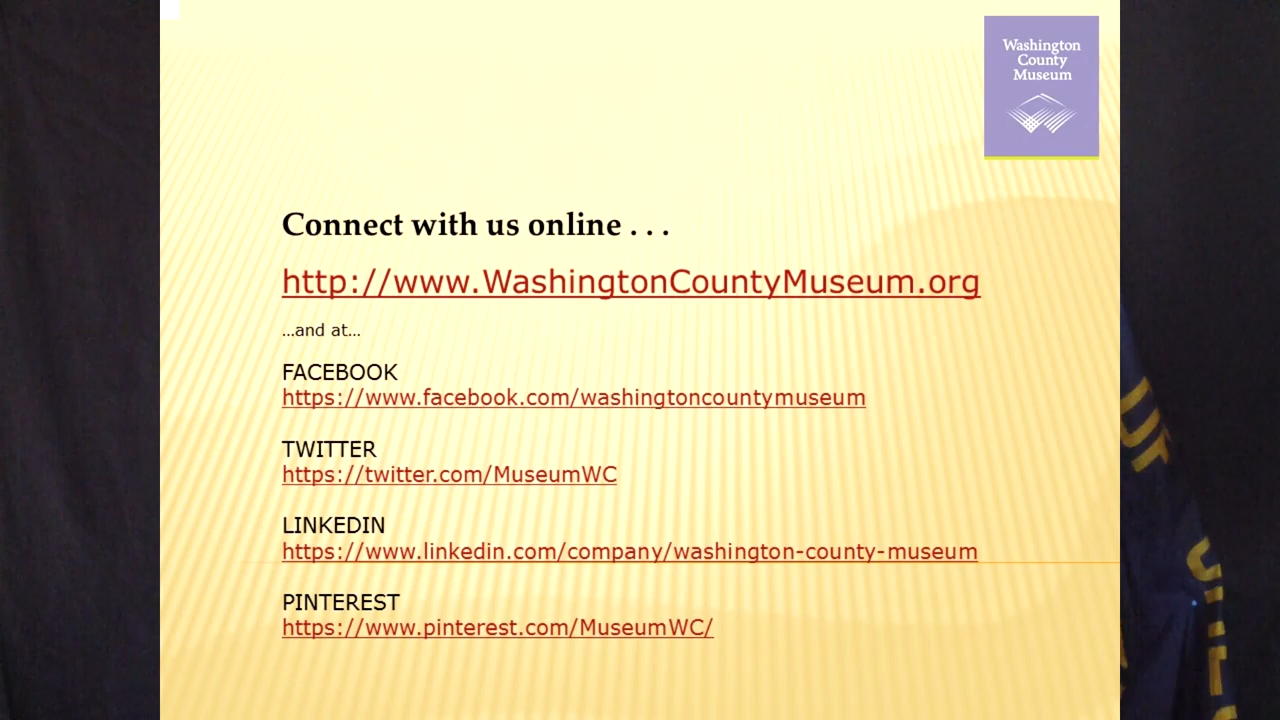 Washington
County
Museum
Connect with us online . . .
http://www.WashingtonCountyMuseum.org
...and at...
FACEBOOK
https://www.facebook.com/washingtoncountymuseum
TWITTER
https://twitter.com/MuseumWC
LINKEDIN
https://www.linkedin.com/company/washington-county-museum
PINTEREST
https://www.pinterest.com/MuseumWC/